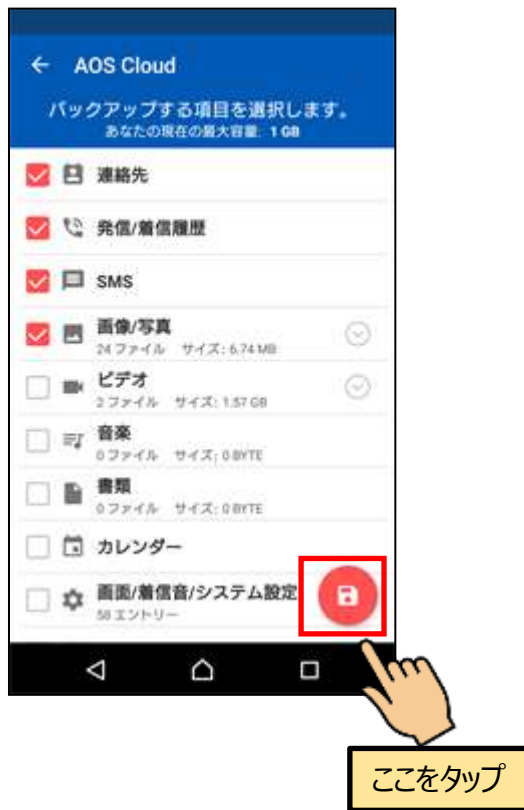 AOS Cloud
バックアップする項目を選択します。
あなたの現在の最大容量: 1 GB
連絡先
発信/着信履歴
SMS
画像/写真
24 ファイル サイズ: 6.74 MB
ビデオ
2 ファイル サイズ: 1.57 GB
音楽
0 ファイル サイズ: 0 BYTE
書類
0 ファイル サイズ: 0 BYTE
カレンダー
画面/着信音/システム設定
58 エントリー
ここをタップ